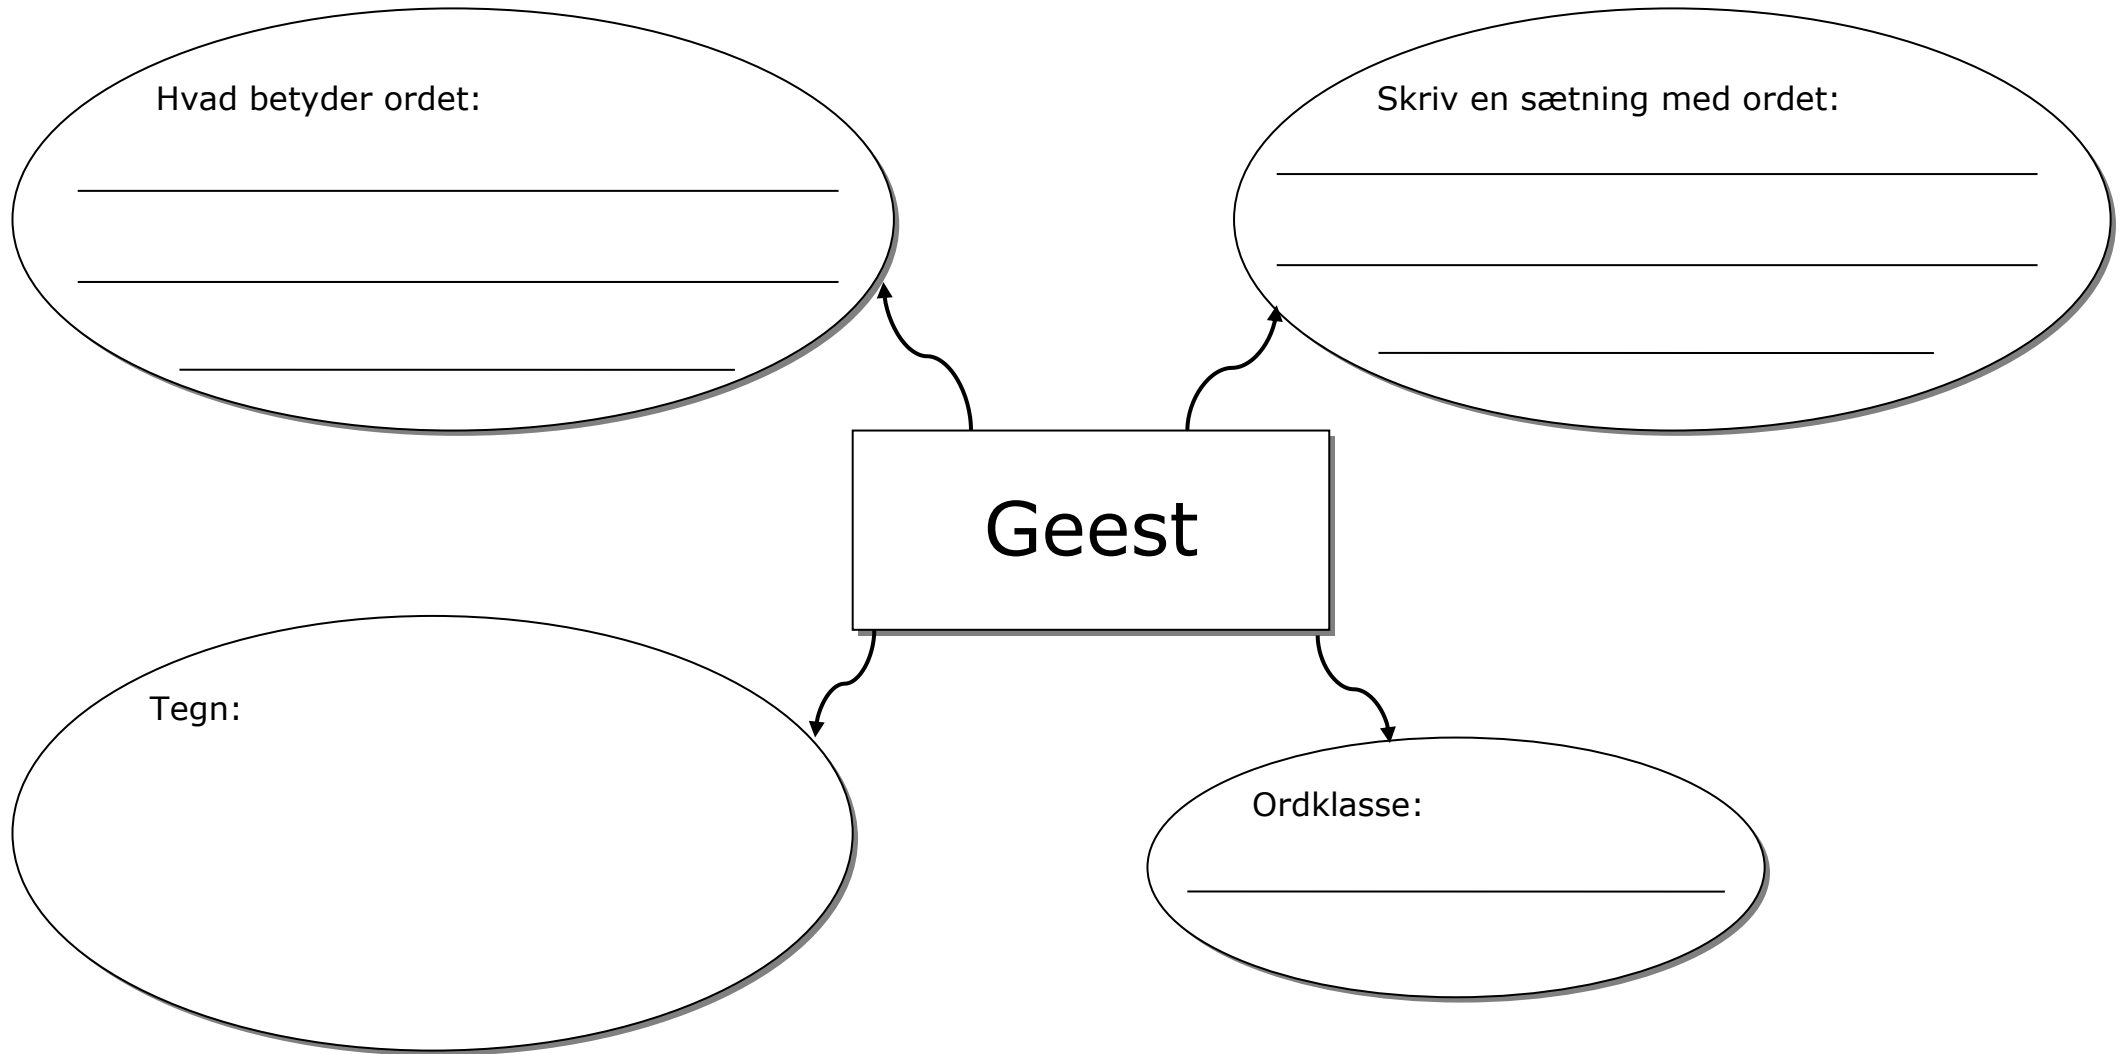 Hvad betyder ordet:
Skriv en sætning med ordet:
Geest
Tegn:
Ordklasse: